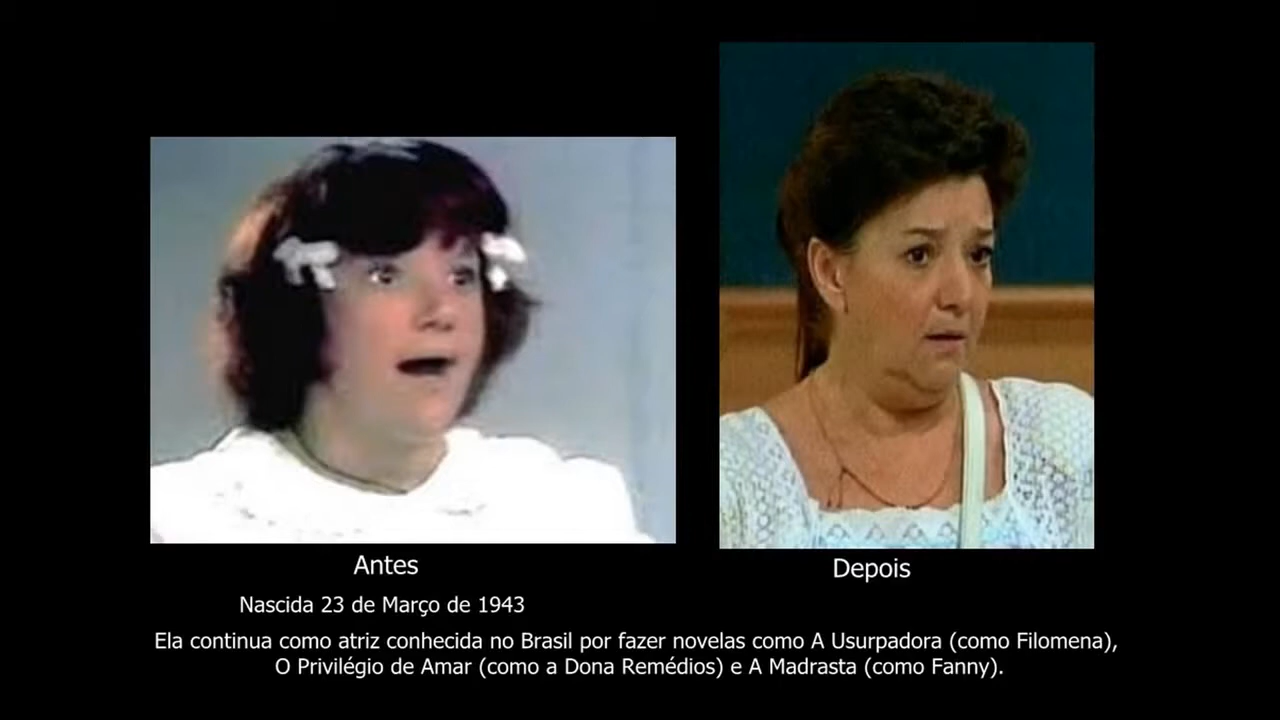 Antes
Depois
Nascida 23 de Março de 1943
Ela continua como atriz conhecida no Brasil por fazer novelas como A Usurpadora (como Filomena),
O Privilégio de Amar (como a Dona Remédios) e A Madrasta (como Fanny).